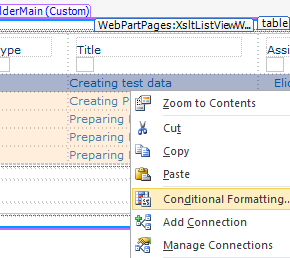 lderMain (Custom)
WebPartPages:XsltListViewW...
table
ype Title Assi
Creating test data Elic
Creating P
Preparing
Preparing
Preparing
Zoom to Contents
Cut
Copy
Paste
Conditional Formatting...
Add Connection
Manage Connections